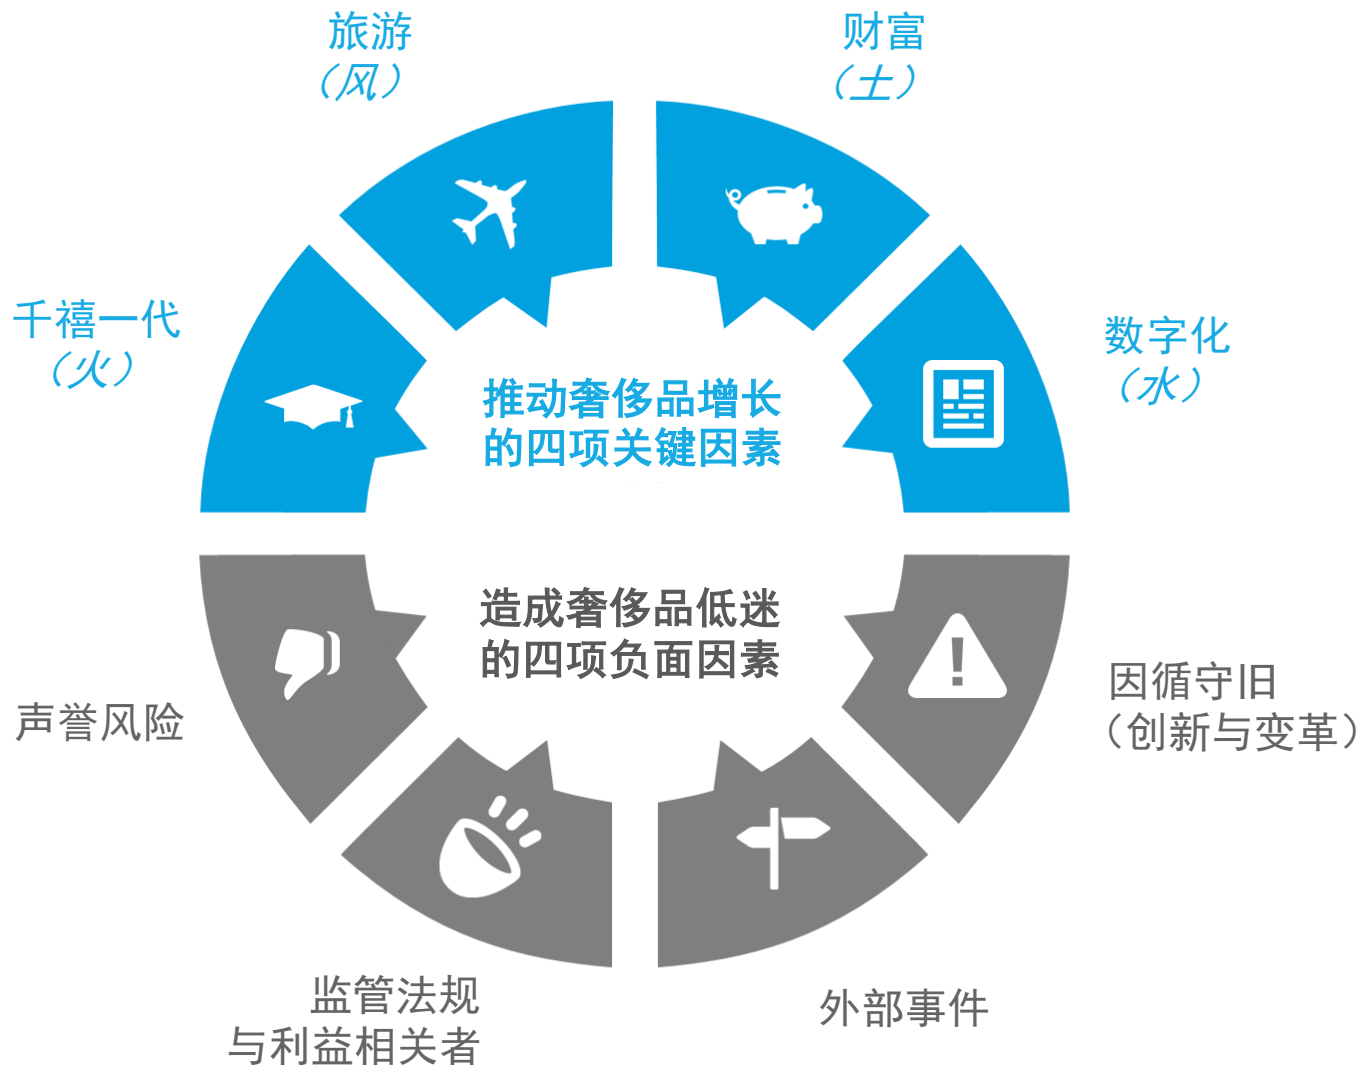 旅游
（风）
财富
（土）
千禧一代
（火）
数字化
（水）
推动奢侈品增长
的四项关键因素
造成奢侈品低迷
的四项负面因素
声誉风险
因循守旧
（创新与变革）
监管法规
与利益相关者
外部事件